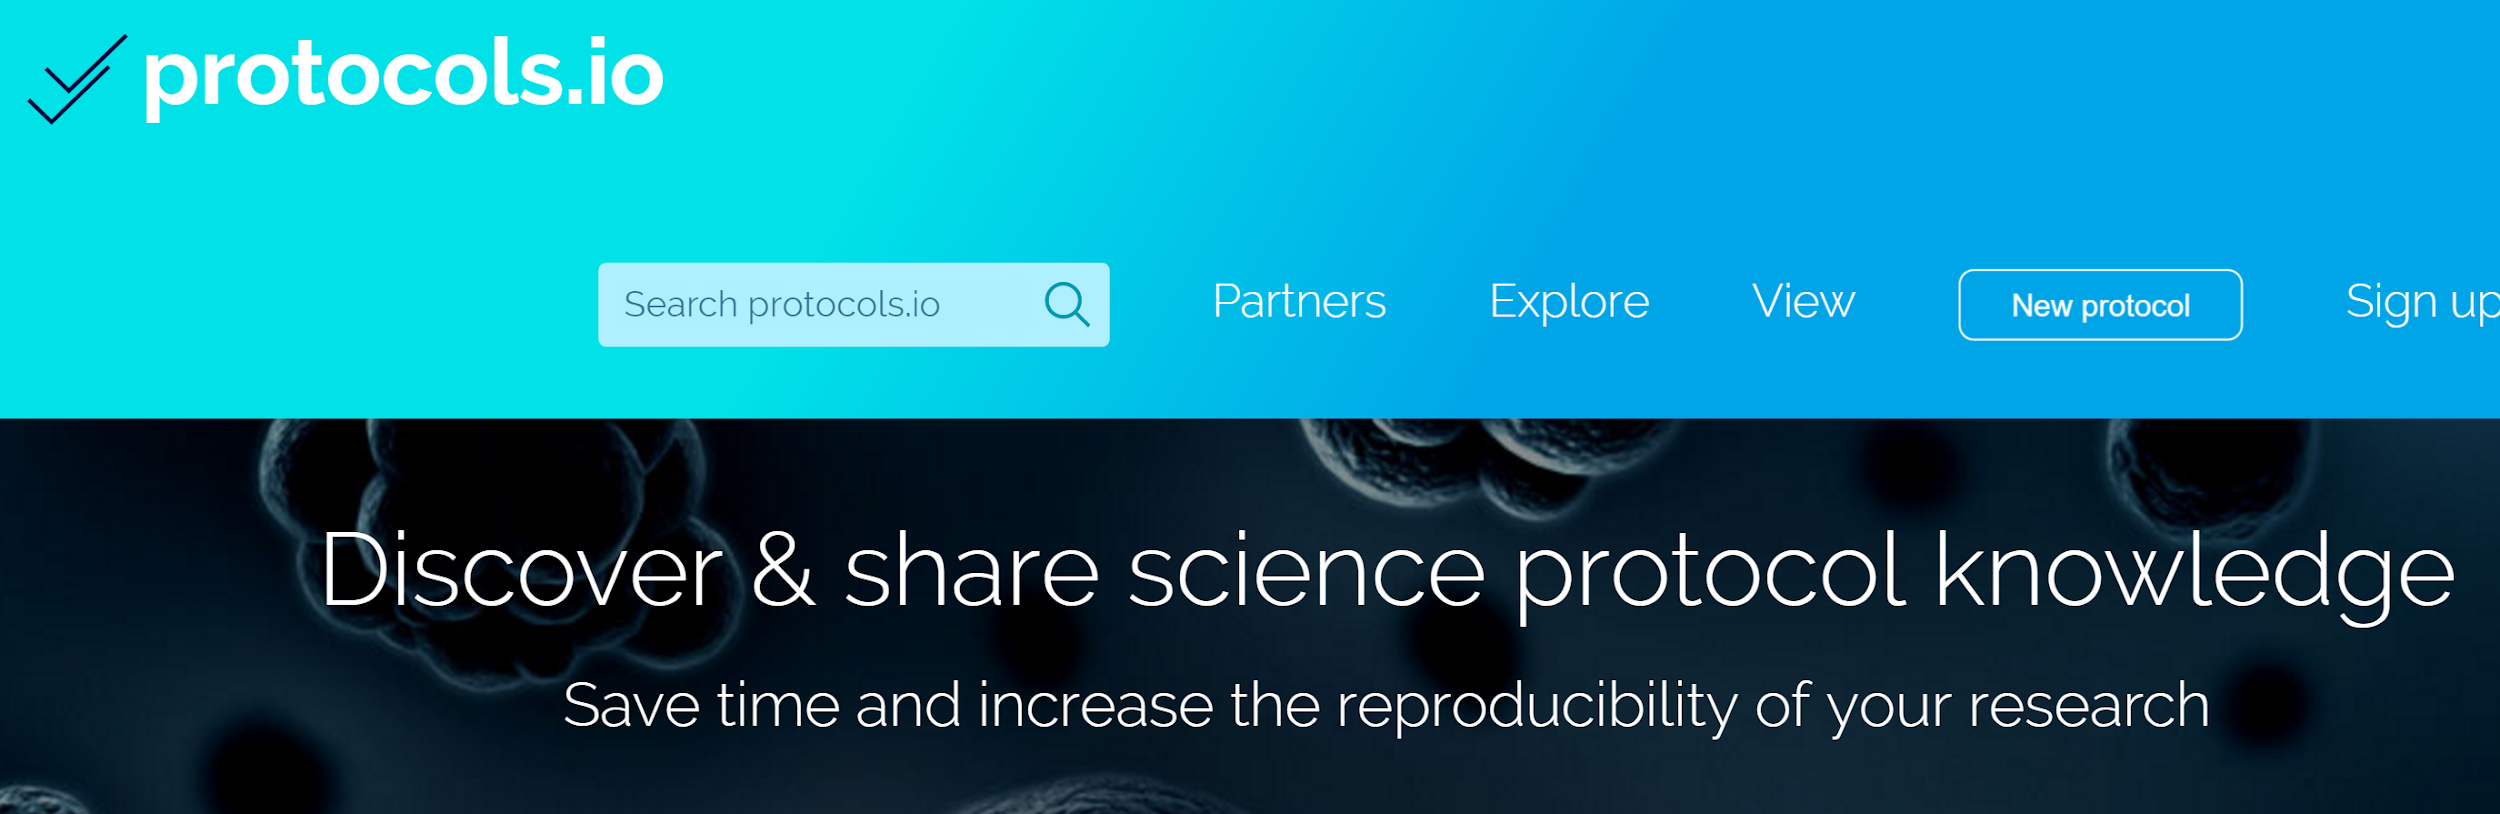 protocols.io
Search protocols.io Partners Explore View New protocol Sign up
Discover & share science protocol knowledge
Save time and increase the reproducibility of your research